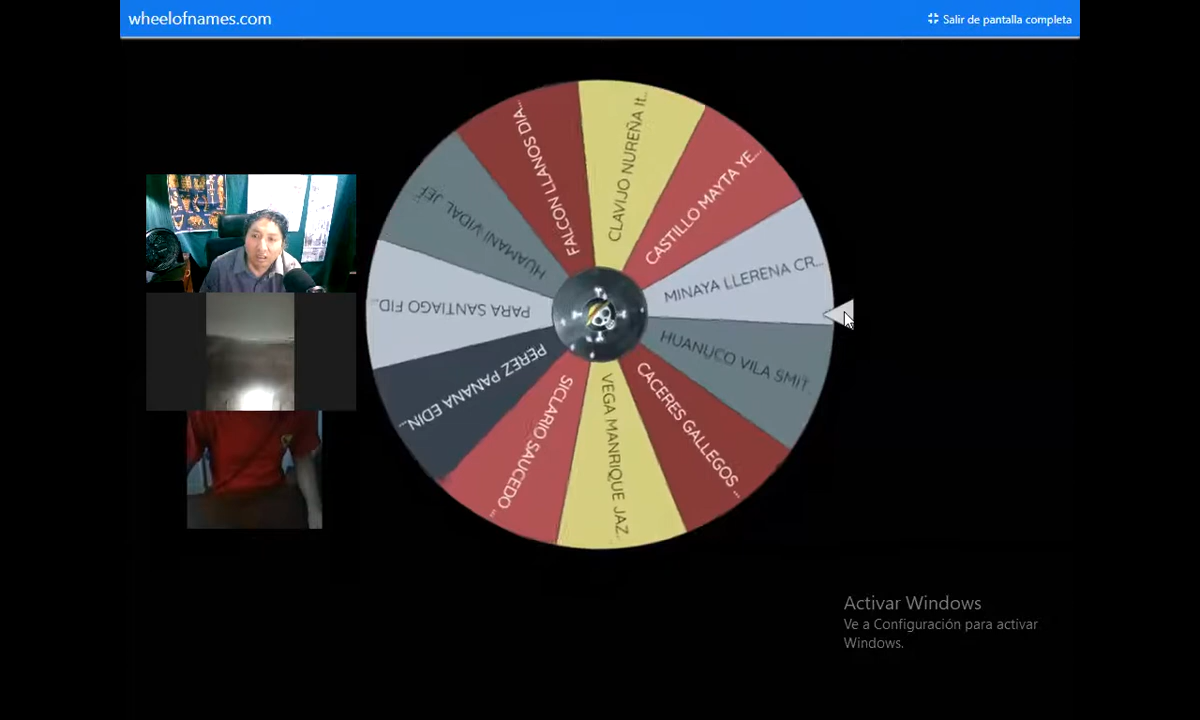 wheelofnames.com
Salir de pantalla completa
CLAVIJO NUREÑA It...
CASTILLO MAYTA YE...
MINAYA LLERENA CR...
HUANUCO VILA SMIT...
CACERES GALLEGOS ...
VEGA MANRIQUE JAZ...
SICLARIO SAUCEDO ...
PEREZ PANANA EDIN...
PARA SANTIAGO FID...
HUAMANI VIDAL JEF...
FALCON LLANOS DIA...
Activar Windows
Ve a Configuración para activar
Windows.